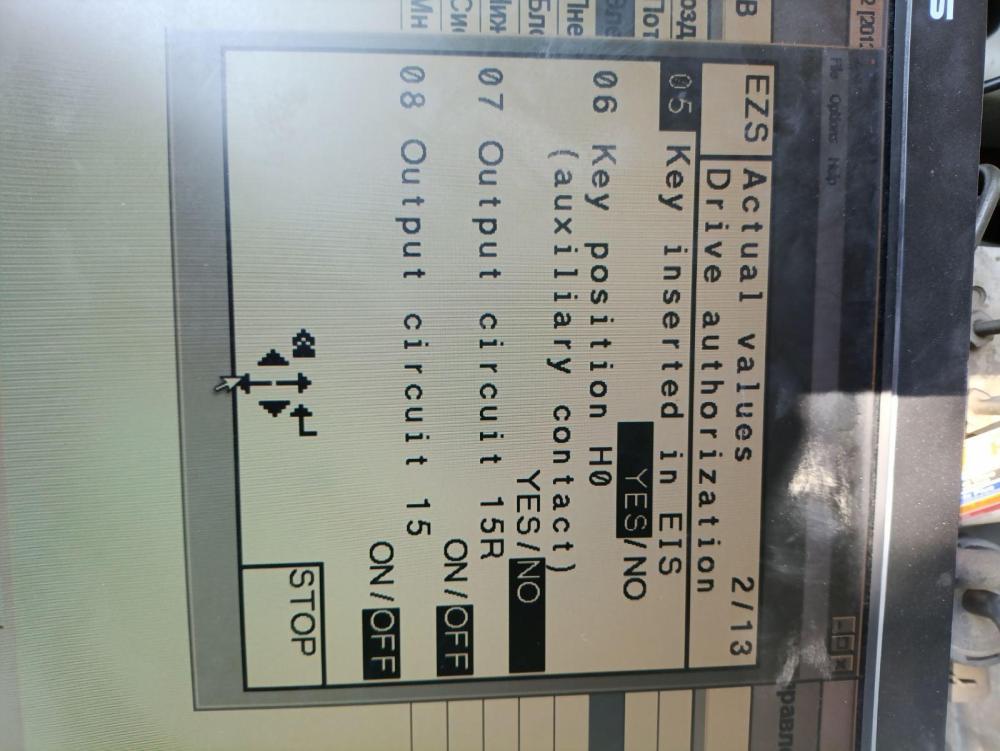 File Options Help
EZS Actual values 2/13
Drive authorization
05 Key inserted in EIS
YES/NO
06 Key position H0
(auxiliary contact)
YES/NO
07 Output circuit 15R
ON/OFF
08 Output circuit 15
ON/OFF
STOP